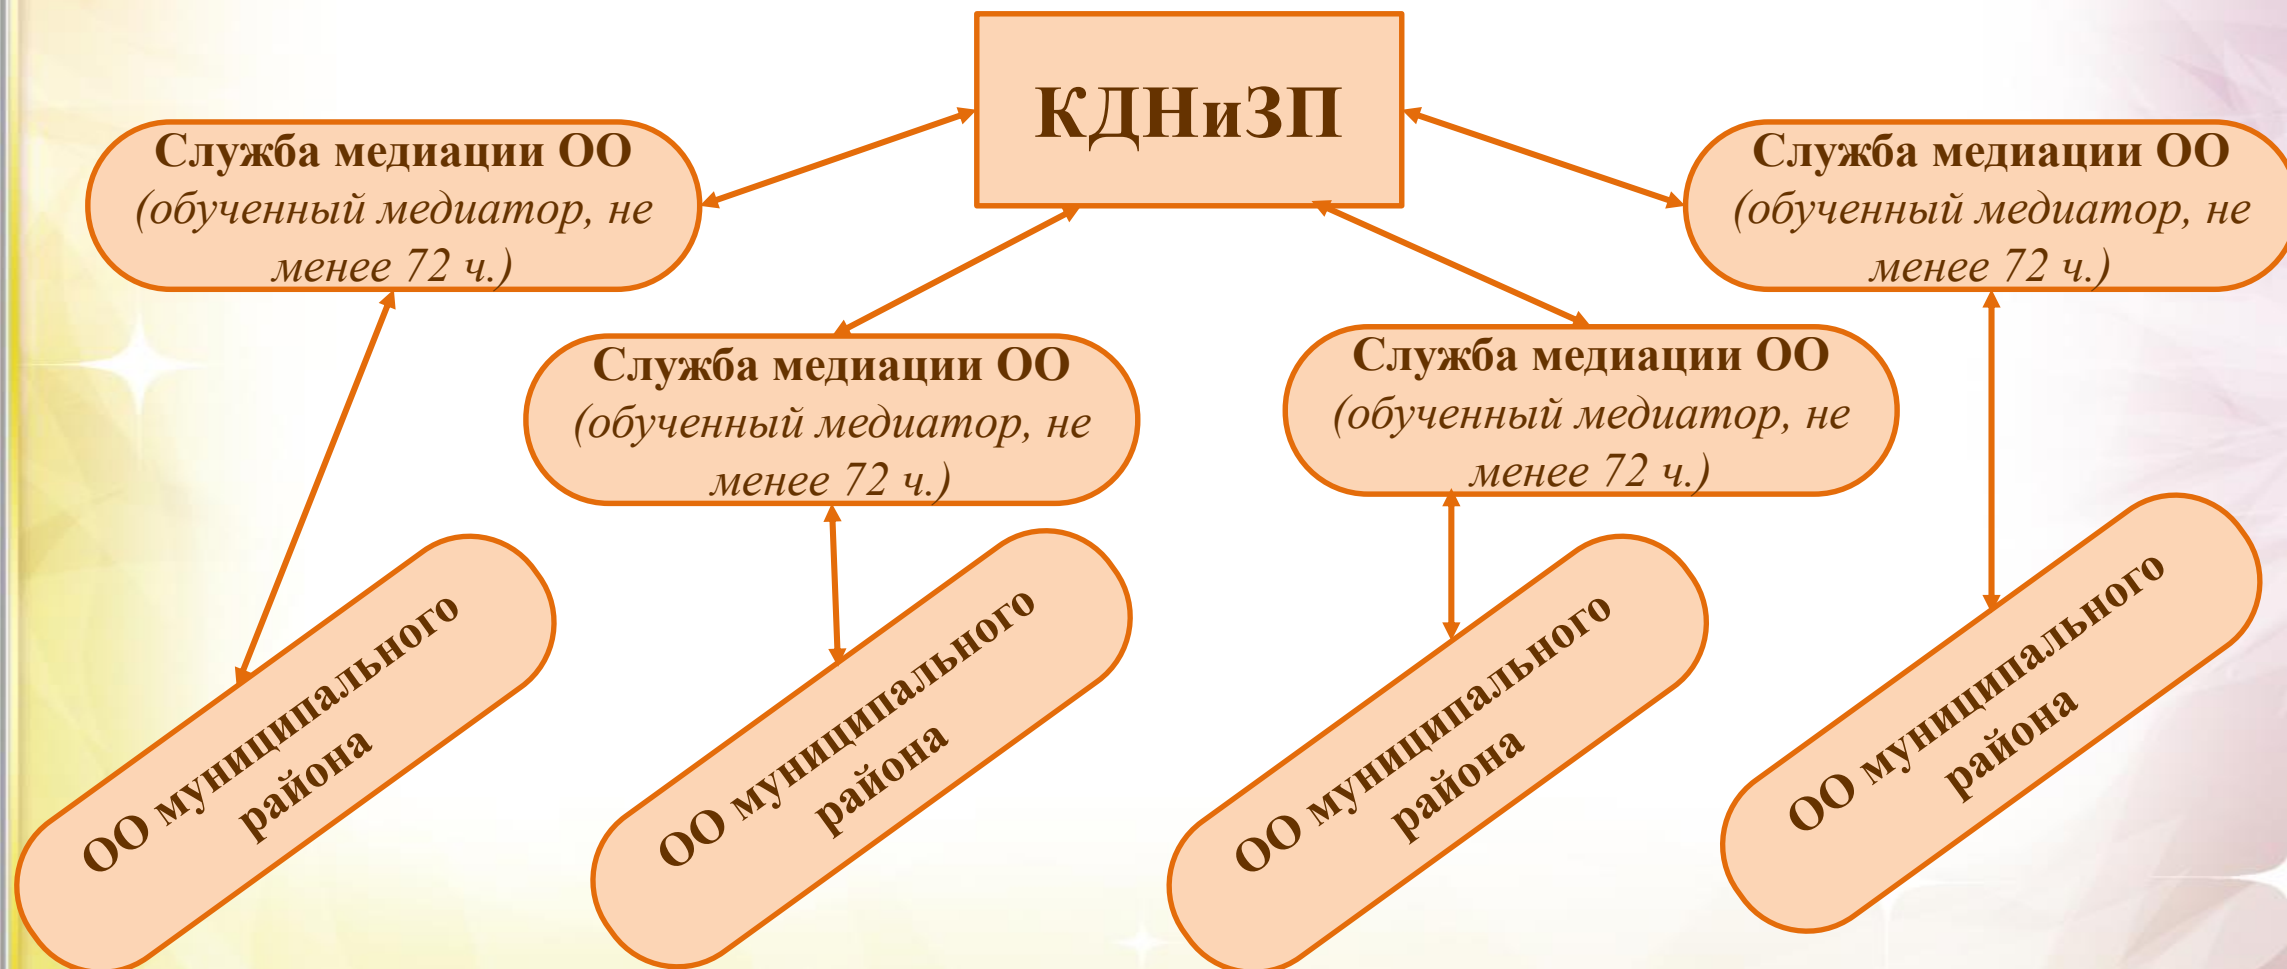 КДНиЗП
Служба медиации ОО
(обученный медиатор, не
менее 72 ч.)
Служба медиации ОО
(обученный медиатор, не
менее 72 ч.)
Служба медиации ОО
(обученный медиатор, не
менее 72 ч.)
Служба медиации ОО
(обученный медиатор, не
менее 72 ч.)
ОО муниципального
района
ОО муниципального
района
ОО муниципального
района
ОО муниципального
района